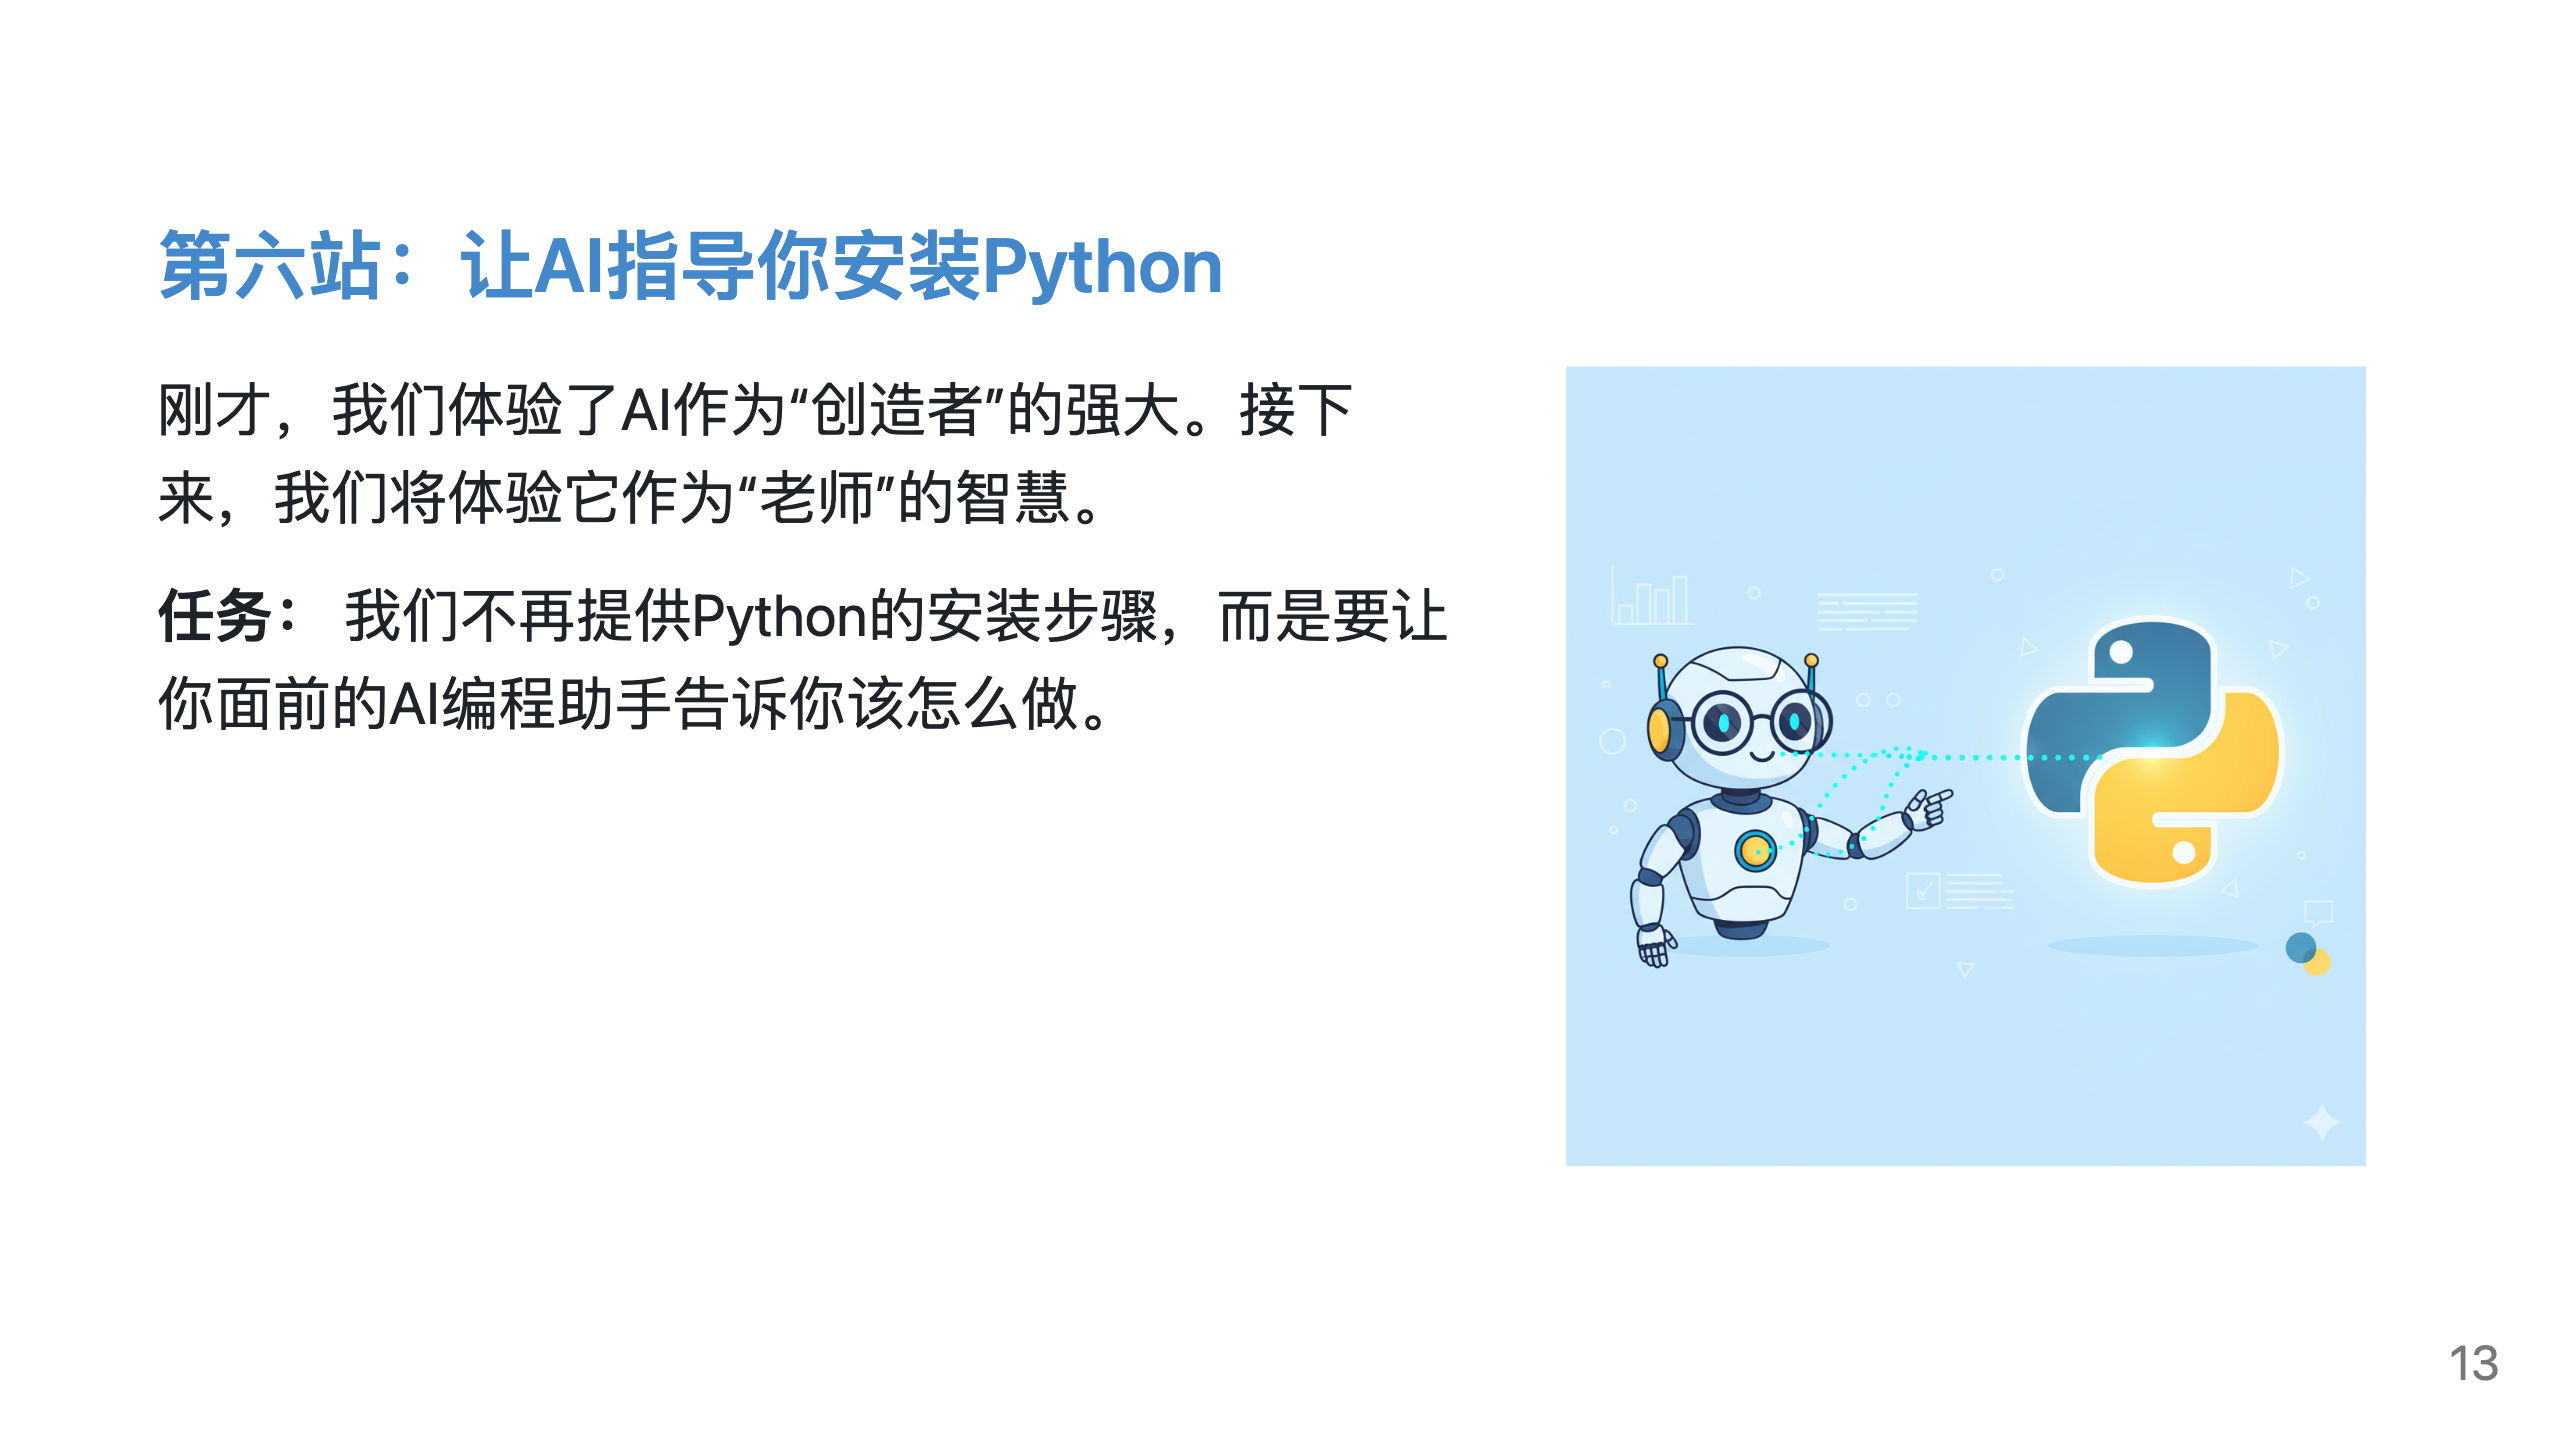 第六站：让AI指导你安装Python
刚才，我们体验了AI作为“创造者”的强大。接下
来，我们将体验它作为“老师”的智慧。
任务： 我们不再提供Python的安装步骤，而是要让
你面前的AI编程助手告诉你该怎么做。
13